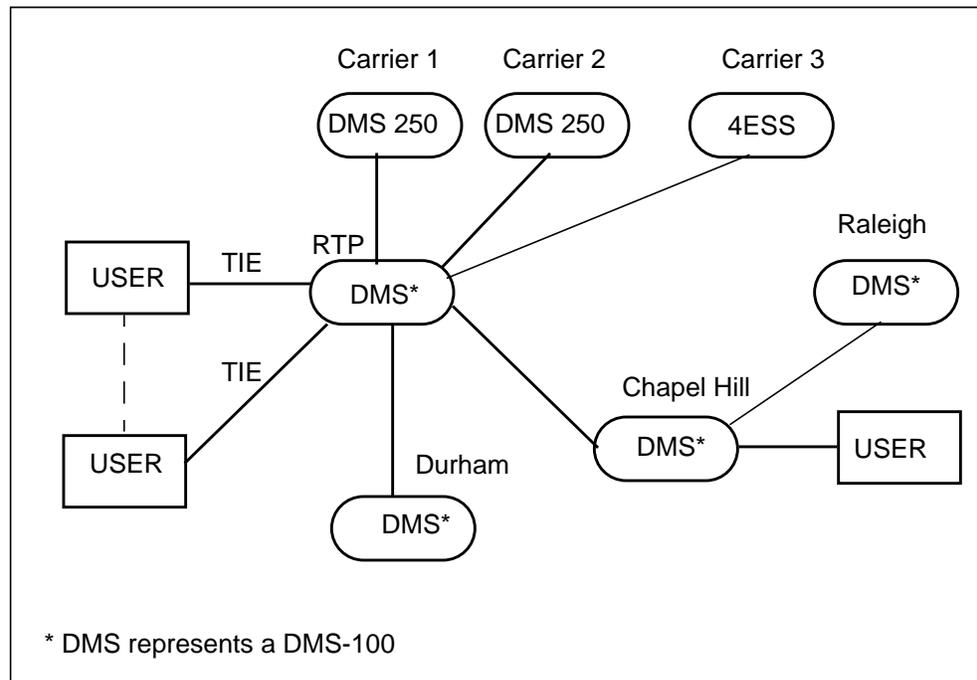 Carrier 1
Carrier 2
Carrier 3
DMS 250
DMS 250
4ESS
Raleigh
RTP
TIE
USER
DMS*
DMS*
TIE
Chapel Hill
USER
DMS*
USER
Durham
DMS*
* DMS represents a DMS-100